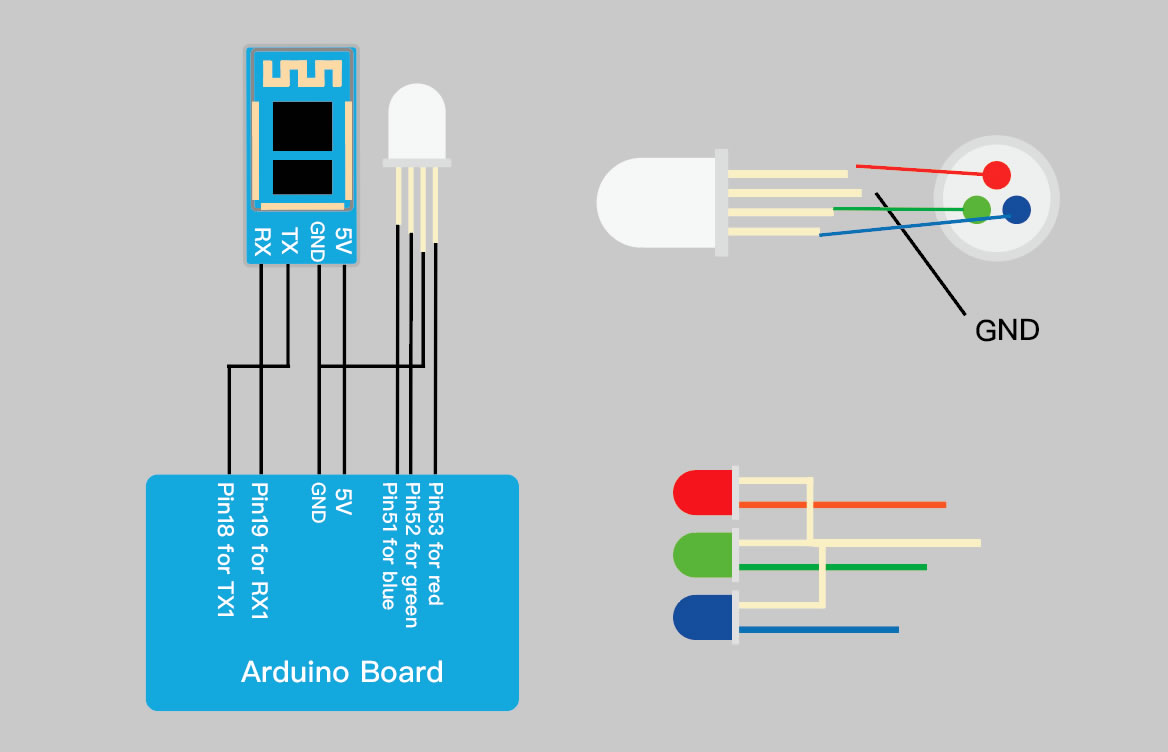 RX
TX
GND
5V
GND
Pin18 for TX1
Pin19 for RX1
GND
5V
Pin51 for blue
Pin52 for green
Pin53 for red
Arduino Board